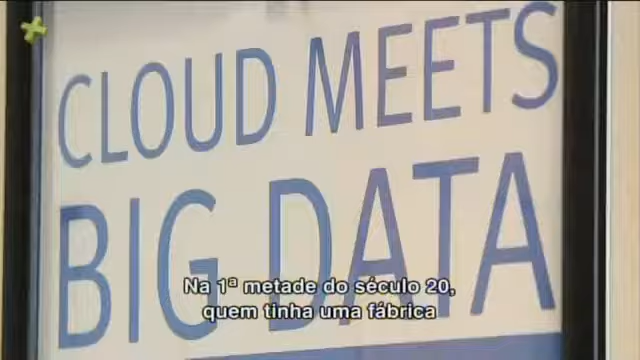 CLOUD MEETS
BIG DATA
Na 1ª metade do século 20,
quem tinha uma fábrica